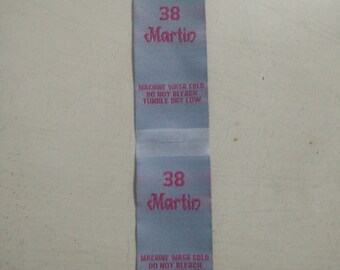 38
Martin
MACHINE WASH COLD
DO NOT BLEACH
TUMBLE DRY LOW
38
Martin
MACHINE WASH COLD
DO NOT BLEACH